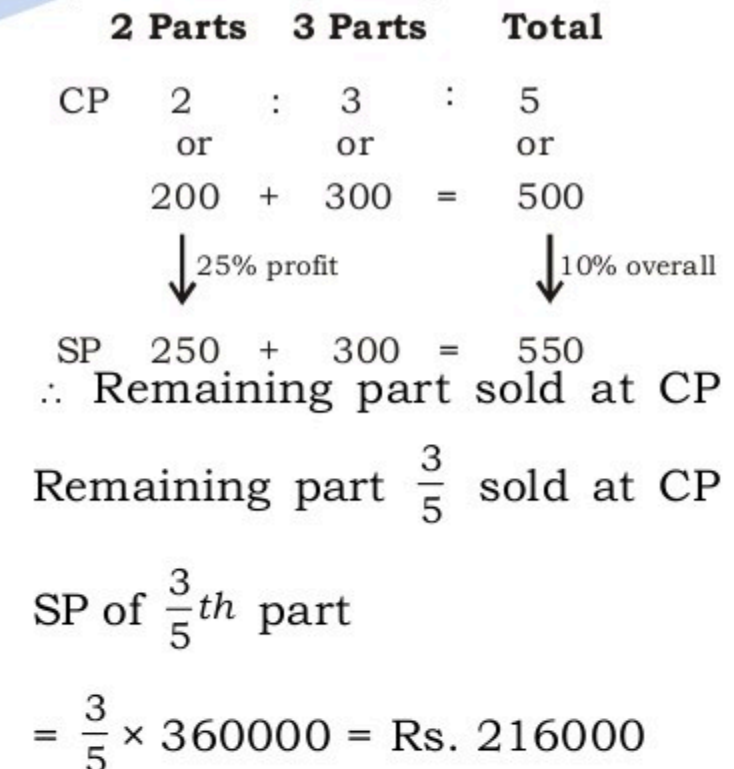 2 Parts 3 Parts Total
CP 2 : 3 : 5
or or or
200 + 300 = 500
25% profit 10% overall
SP 250 + 300 = 550
∴ Remaining part sold at CP
Remaining part 3/5 sold at CP
SP of 3/5 th part
= 3/5 × 360000 = Rs. 216000